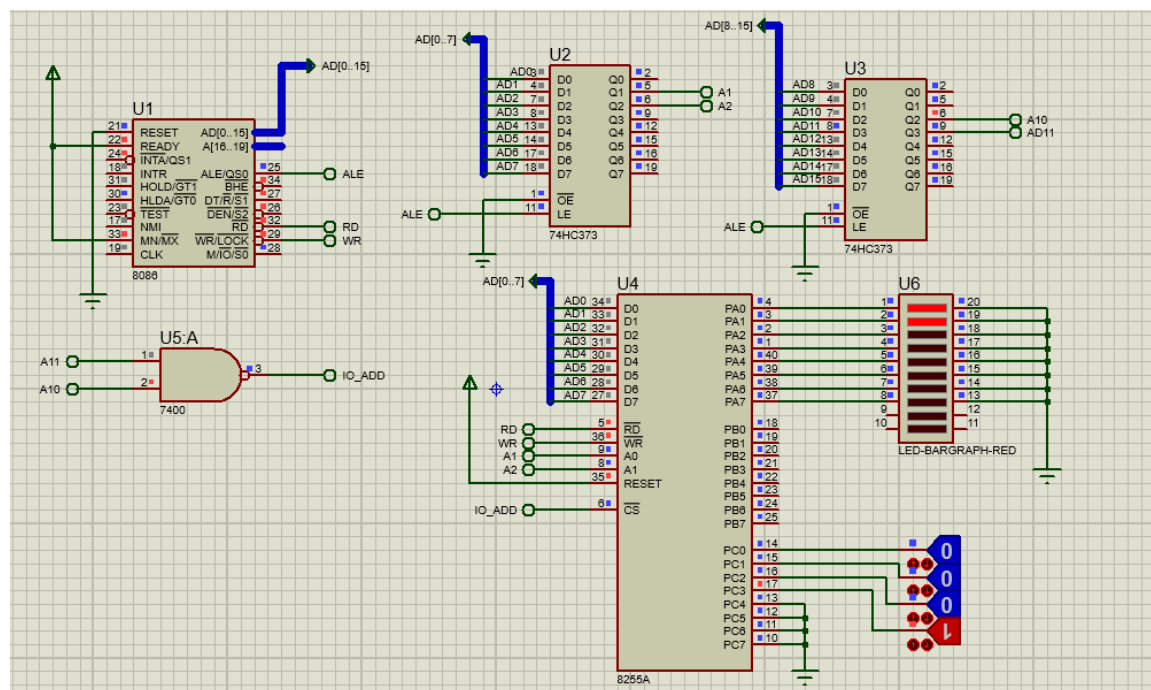 AD[0..15]
U1
21 RESET AD[0..15]
22 READY A[16..19]
24 INTA/QS1
18 INTR ALE/QS0 25 ALE
31 HOLD/GT1 BHE 34
30 HLDA/GT0 DT/R/S1 27
23 TEST DEN/S2 26
17 NMI RD 32 RD
33 MN/MX WR/LOCK 29 WR
19 CLK M/IO/S0 28
8086
AD[0..7]
U2
AD0 3 D0 Q0 2
AD1 4 D1 Q1 5 A1
AD2 7 D2 Q2 6 A2
AD3 8 D3 Q3 9
AD4 13 D4 Q4 12
AD5 14 D5 Q5 15
AD6 17 D6 Q6 16
AD7 18 D7 Q7 19
1 OE
ALE 11 LE
74HC373
AD[8..15]
U3
AD8 3 D0 Q0 2
AD9 4 D1 Q1 5
AD10 7 D2 Q2 6 A10
AD11 8 D3 Q3 9 AD11
AD12 13 D4 Q4 12
AD13 14 D5 Q5 15
AD14 17 D6 Q6 16
AD15 18 D7 Q7 19
1 OE
ALE 11 LE
74HC373
U5:A
A11 1
3 IO_ADD
A10 2
7400
AD[0..7]
U4
AD0 34 D0 PA0 4
AD1 33 D1 PA1 3
AD2 32 D2 PA2 2
AD3 31 D3 PA3 1
AD4 30 D4 PA4 40
AD5 29 D5 PA5 39
AD6 28 D6 PA6 38
AD7 27 D7 PA7 37
RD 5 RD PB0 18
WR 36 WR PB1 19
A1 9 A0 PB2 20
A2 8 A1 PB3 21
35 RESET PB4 22
PB5 23
IO_ADD 6 CS PB6 24
PB7 25
PC0 14
PC1 15
PC2 16
PC3 17
PC4 13
PC5 12
PC6 11
PC7 10
8255A
U6
1 20
2 19
3 18
4 17
5 16
6 15
7 14
8 13
9 12
10 11
LED-BARGRAPH-RED
0
0
0
1